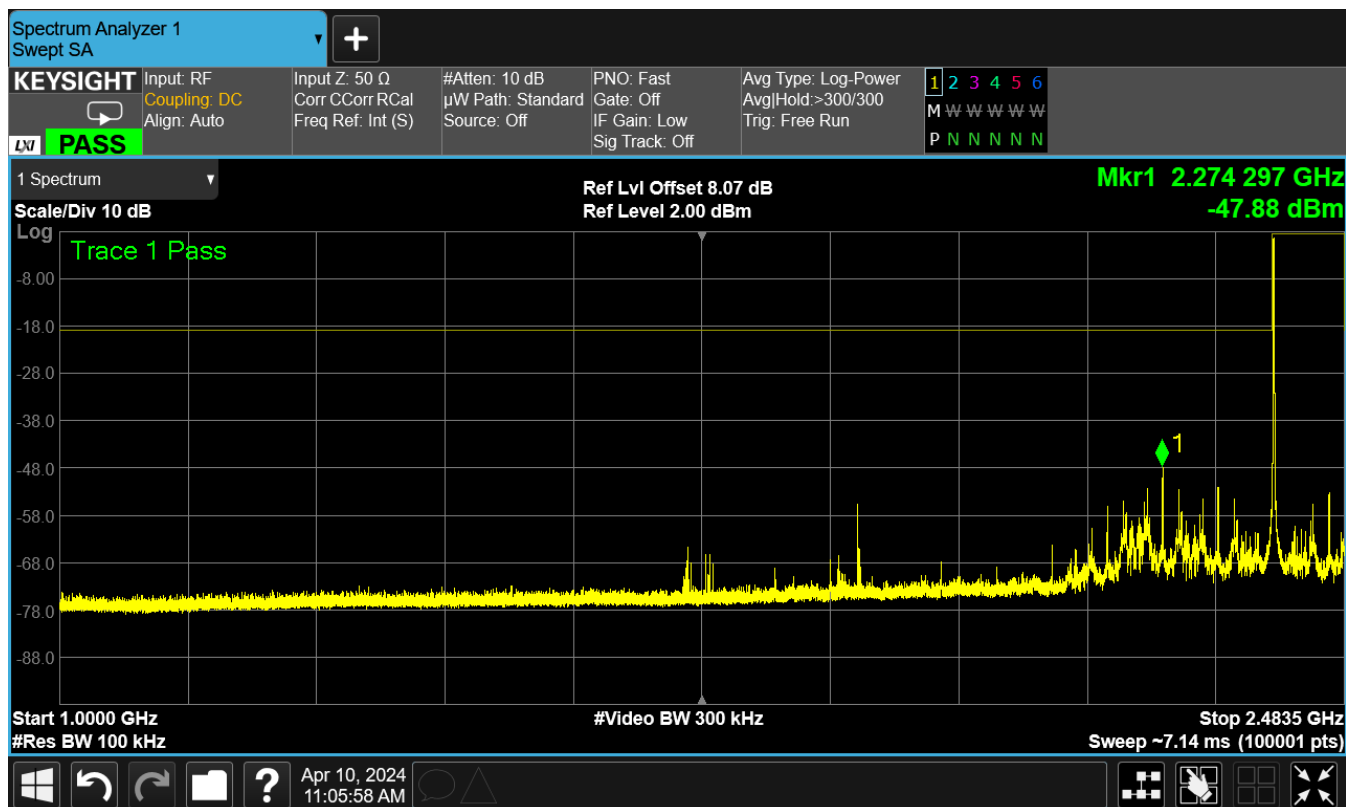 Spectrum Analyzer 1
Swept SA
KEYSIGHT
LXI
PASS
Input: RF
Coupling: DC
Align: Auto
Input Z: 50 Ω
Corr CCorr RCal
Freq Ref: Int (S)
#Atten: 10 dB
µW Path: Standard
Source: Off
PNO: Fast
Gate: Off
IF Gain: Low
Sig Track: Off
Avg Type: Log-Power
Avg|Hold:>300/300
Trig: Free Run
1 2 3 4 5 6
M W W W W W
P N N N N N
1 Spectrum
Scale/Div 10 dB
Ref Lvl Offset 8.07 dB
Ref Level 2.00 dBm
Mkr1 2.274 297 GHz
-47.88 dBm
Log
Trace 1 Pass
-8.00
-18.0
-28.0
-38.0
-48.0
-58.0
-68.0
-78.0
-88.0
1
Start 1.0000 GHz
#Res BW 100 kHz
#Video BW 300 kHz
Stop 2.4835 GHz
Sweep ~7.14 ms (100001 pts)
?
Apr 10, 2024
11:05:58 AM